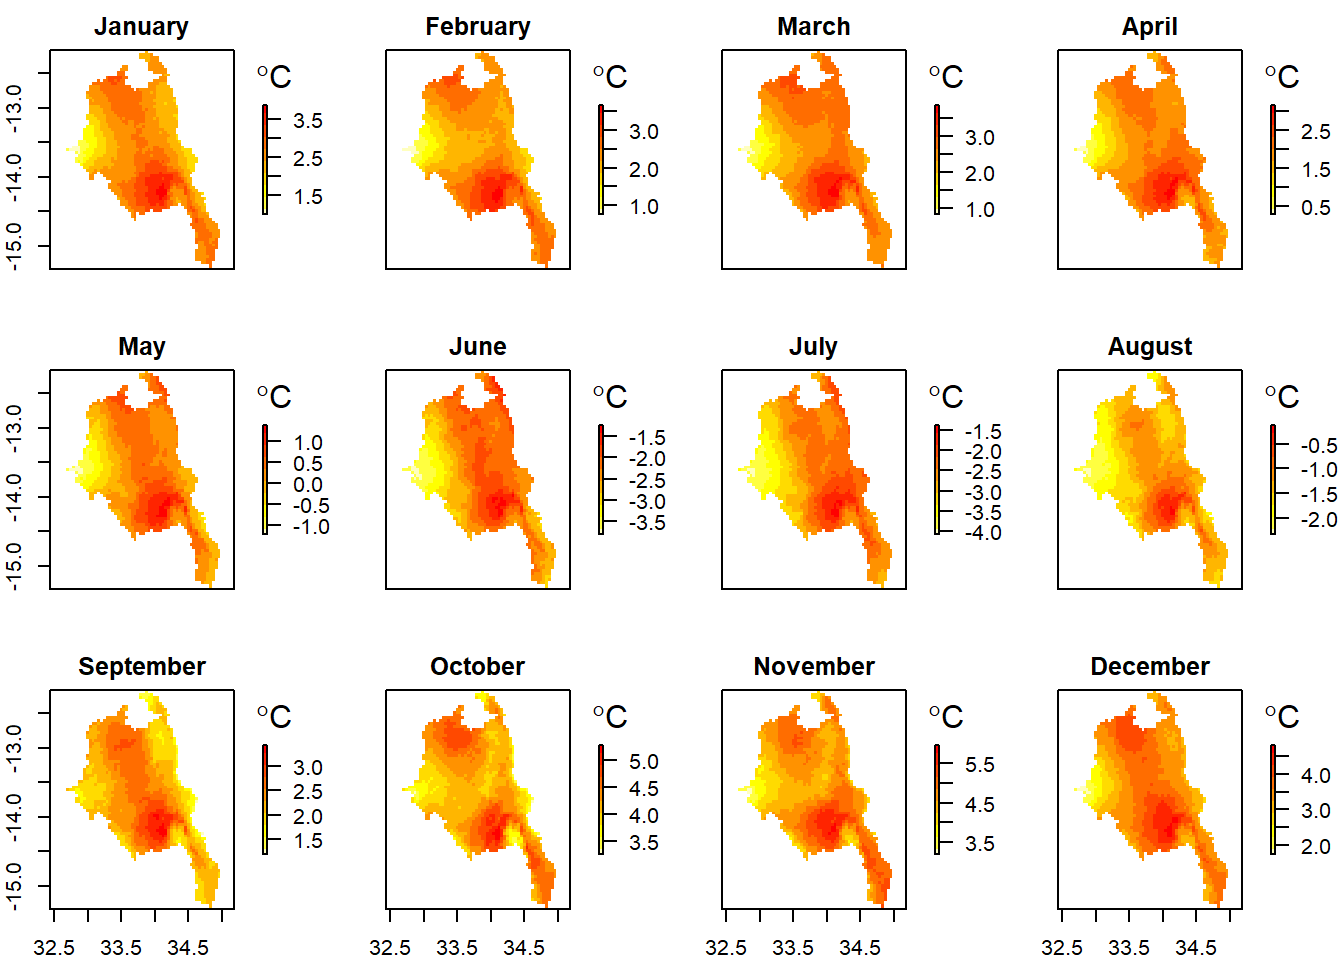 January February March April
-13.0 -14.0 -15.0
°C 3.5 2.5 1.5
°C 3.0 2.0 1.0
°C 3.0 2.0 1.0
°C 2.5 1.5 0.5
May June July August
-13.0 -14.0 -15.0
°C 1.0 0.5 0.0 -0.5 -1.0
°C -1.5 -2.0 -2.5 -3.0 -3.5
°C -1.5 -2.0 -2.5 -3.0 -3.5 -4.0
°C -0.5 -1.0 -1.5 -2.0
September October November December
-13.0 -14.0 -15.0
°C 3.0 2.5 2.0 1.5
°C 5.0 4.5 4.0 3.5
°C 5.5 4.5 3.5
°C 4.0 3.0 2.0
32.5 33.5 34.5 32.5 33.5 34.5 32.5 33.5 34.5 32.5 33.5 34.5